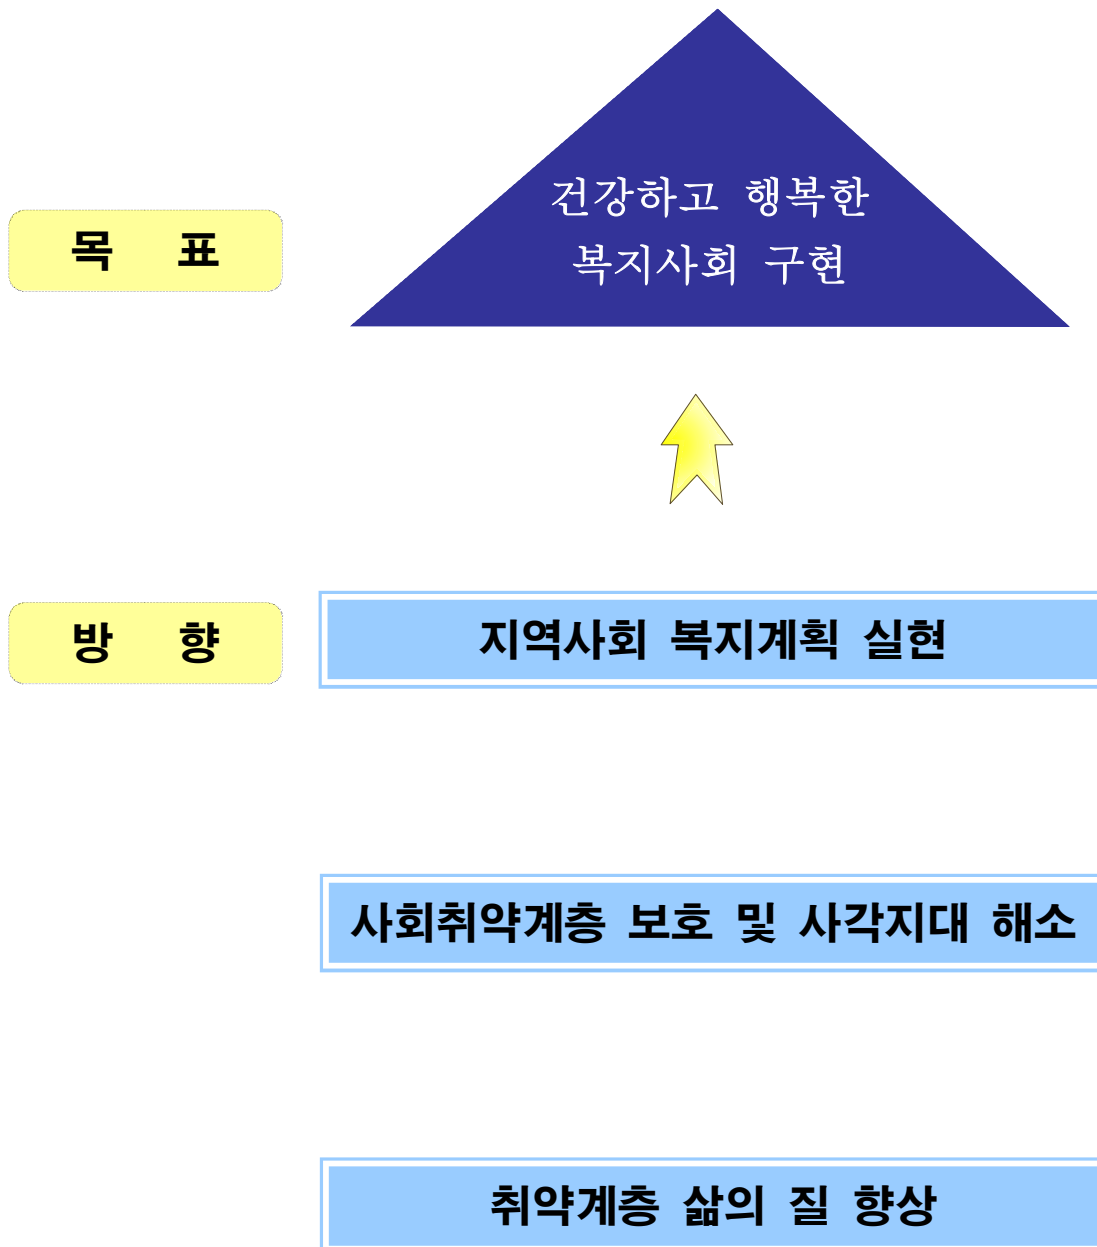 건강하고 행복한
복지사회 구현
목 표
방 향
지역사회 복지계획 실현
사회취약계층 보호 및 사각지대 해소
취약계층 삶의 질 향상